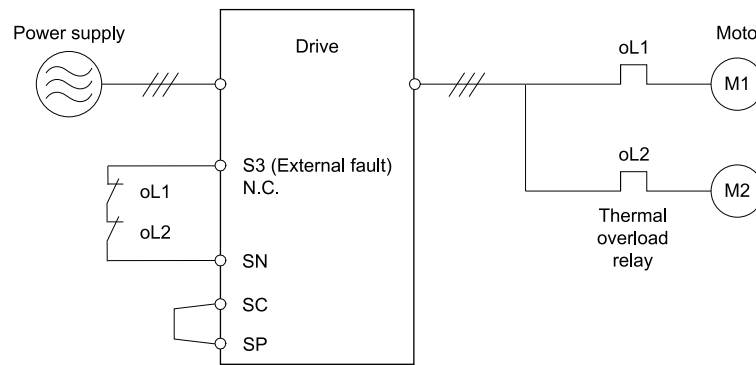 Power supply
Drive
oL1
Moto
M1
S3 (External fault)
N.C.
oL1
oL2
oL2
M2
SN
Thermal
overload
relay
SC
SP